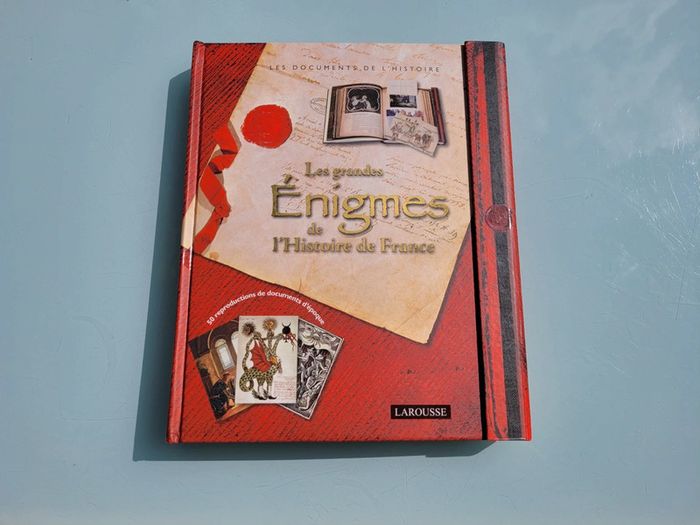 LES DOCUMENTS DE L'HISTOIRE
Les grandes
Énigmes
de
l'Histoire de France
50 reproductions de documents d'époque
LAROUSSE